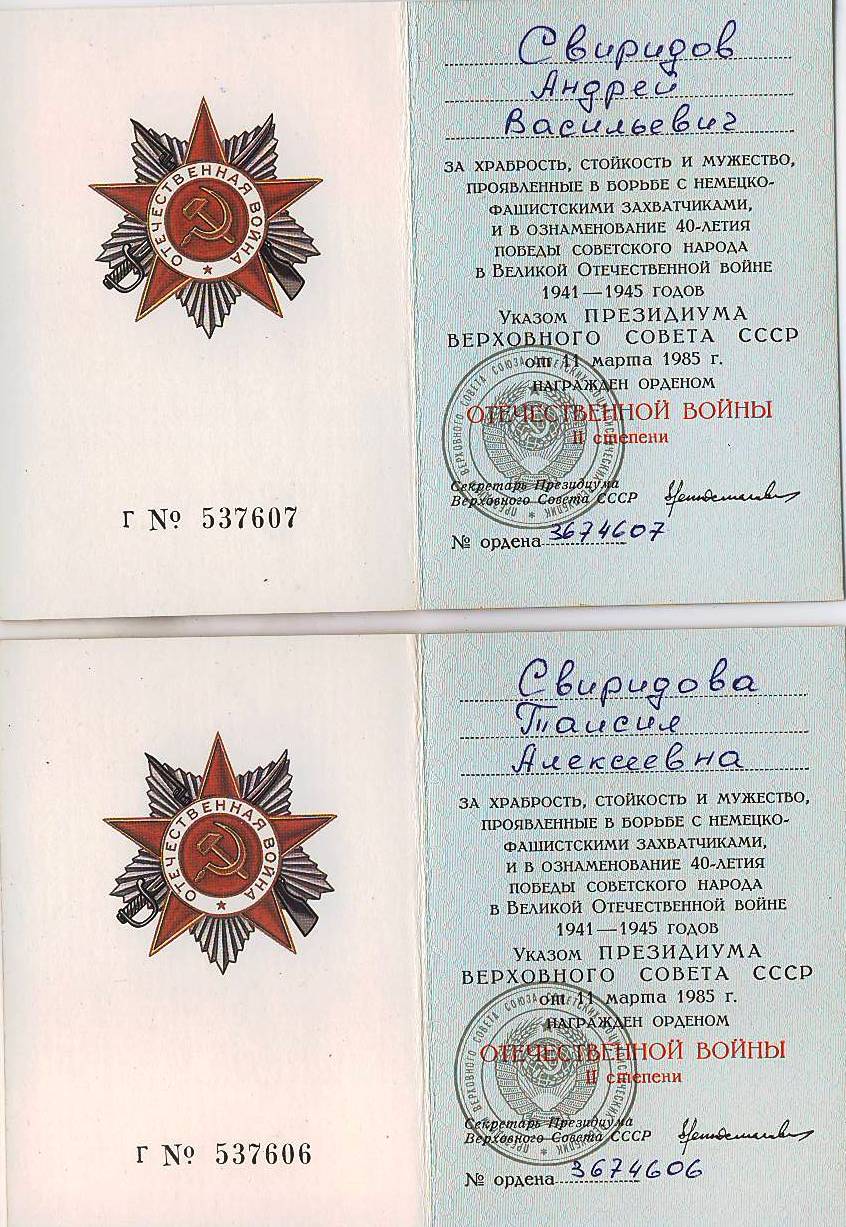 ОТЕЧЕСТВЕННАЯ ВОЙНА
Г № 537607
Свиридов
Андрей
Васильевич
ЗА ХРАБРОСТЬ, СТОЙКОСТЬ И МУЖЕСТВО,
ПРОЯВЛЕННЫЕ В БОРЬБЕ С НЕМЕЦКО-
ФАШИСТСКИМИ ЗАХВАТЧИКАМИ,
И В ОЗНАМЕНОВАНИЕ 40-ЛЕТИЯ
ПОБЕДЫ СОВЕТСКОГО НАРОДА
В ВЕЛИКОЙ ОТЕЧЕСТВЕННОЙ ВОЙНЕ
1941—1945 ГОДОВ
УКАЗОМ ПРЕЗИДИУМА
ВЕРХОВНОГО СОВЕТА СССР
от 11 марта 1985 г.
НАГРАЖДЕН ОРДЕНОМ
ОТЕЧЕСТВЕННОЙ ВОЙНЫ
II степени
Секретарь Президиума
Верховного Совета СССР
№ ордена 3674607
ОТЕЧЕСТВЕННАЯ ВОЙНА
Г № 537606
Свиридова
Таисия
Алексеевна
ЗА ХРАБРОСТЬ, СТОЙКОСТЬ И МУЖЕСТВО,
ПРОЯВЛЕННЫЕ В БОРЬБЕ С НЕМЕЦКО-
ФАШИСТСКИМИ ЗАХВАТЧИКАМИ,
И В ОЗНАМЕНОВАНИЕ 40-ЛЕТИЯ
ПОБЕДЫ СОВЕТСКОГО НАРОДА
В ВЕЛИКОЙ ОТЕЧЕСТВЕННОЙ ВОЙНЕ
1941—1945 ГОДОВ
УКАЗОМ ПРЕЗИДИУМА
ВЕРХОВНОГО СОВЕТА СССР
от 11 марта 1985 г.
НАГРАЖДЕН ОРДЕНОМ
ОТЕЧЕСТВЕННОЙ ВОЙНЫ
II степени
Секретарь Президиума
Верховного Совета СССР
№ ордена 3674606